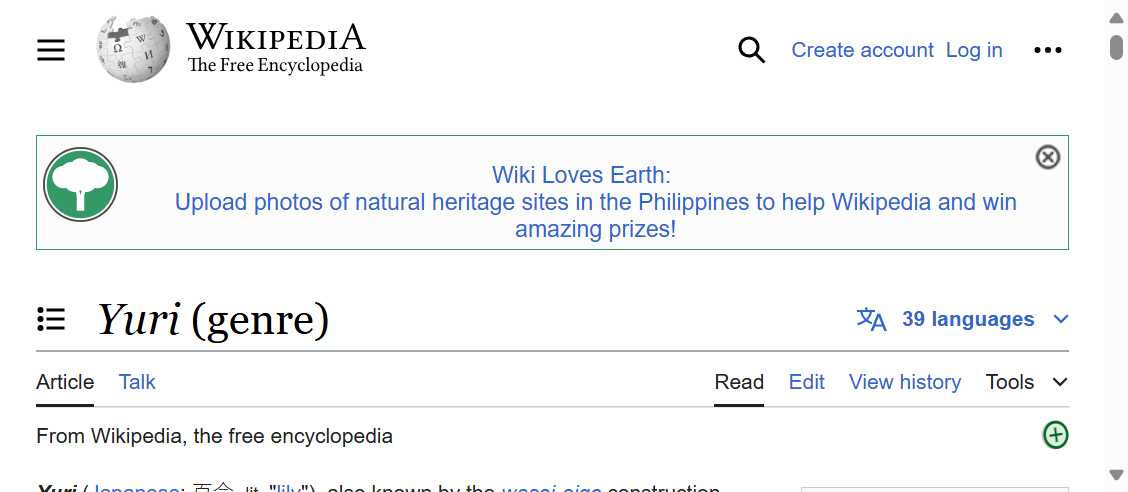 WIKIPEDIA
The Free Encyclopedia
Create account Log in
Wiki Loves Earth:
Upload photos of natural heritage sites in the Philippines to help Wikipedia and win
amazing prizes!
Yuri (genre)
39 languages
Article Talk Read Edit View history Tools
From Wikipedia, the free encyclopedia
Yuri (Japanese: 百合, lit. "lily"), also known by the wasei-eigo construction